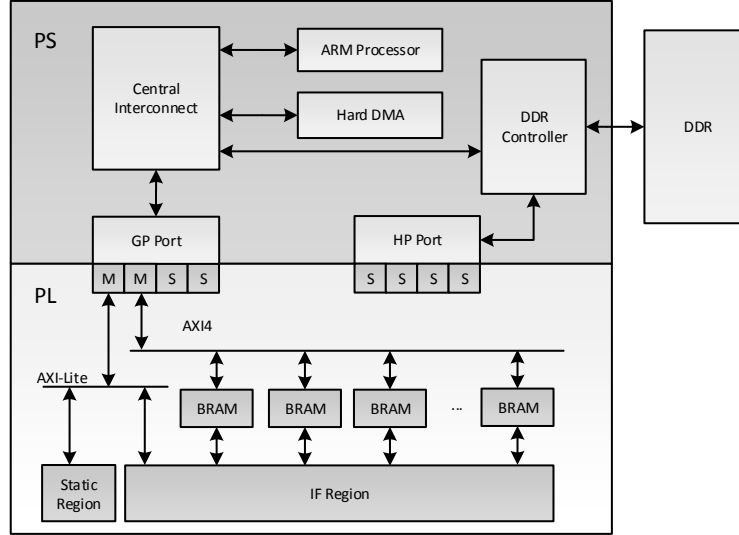 PS
ARM Processor
Central
Interconnect
Hard DMA
DDR
Controller
DDR
GP Port
HP Port
M M S S
S S S S
PL
AXI4
AXI-Lite
BRAM BRAM BRAM ... BRAM
Static
Region
IF Region